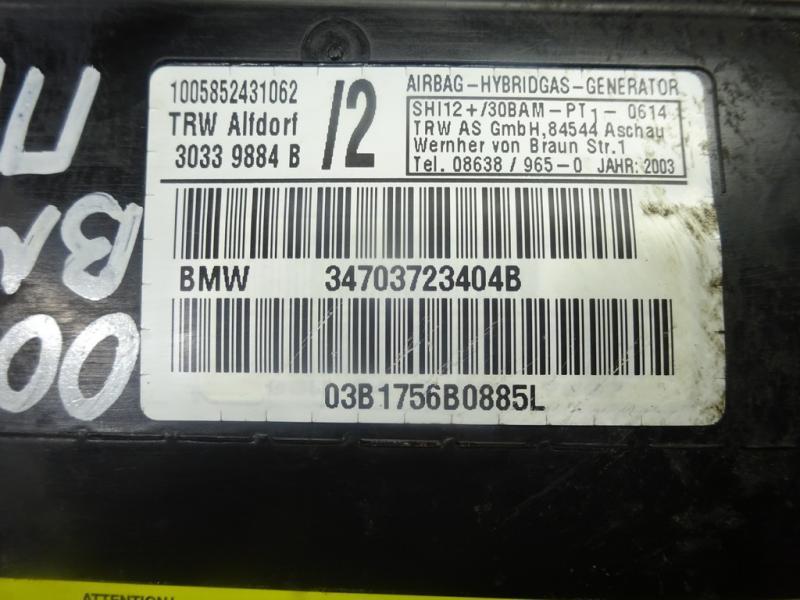 1005852431062
TRW Alfdorf
3033 9884 B
/2
AIRBAG-HYBRIDGAS-GENERATOR
SHI12+/30BAM-PT1-0614
TRW AS GmbH,84544 Aschau
Wernher von Braun Str.1
Tel. 08638/965-0 JAHR: 2003
BMW 34703723404B
03B1756B0885L
ATTENTION!